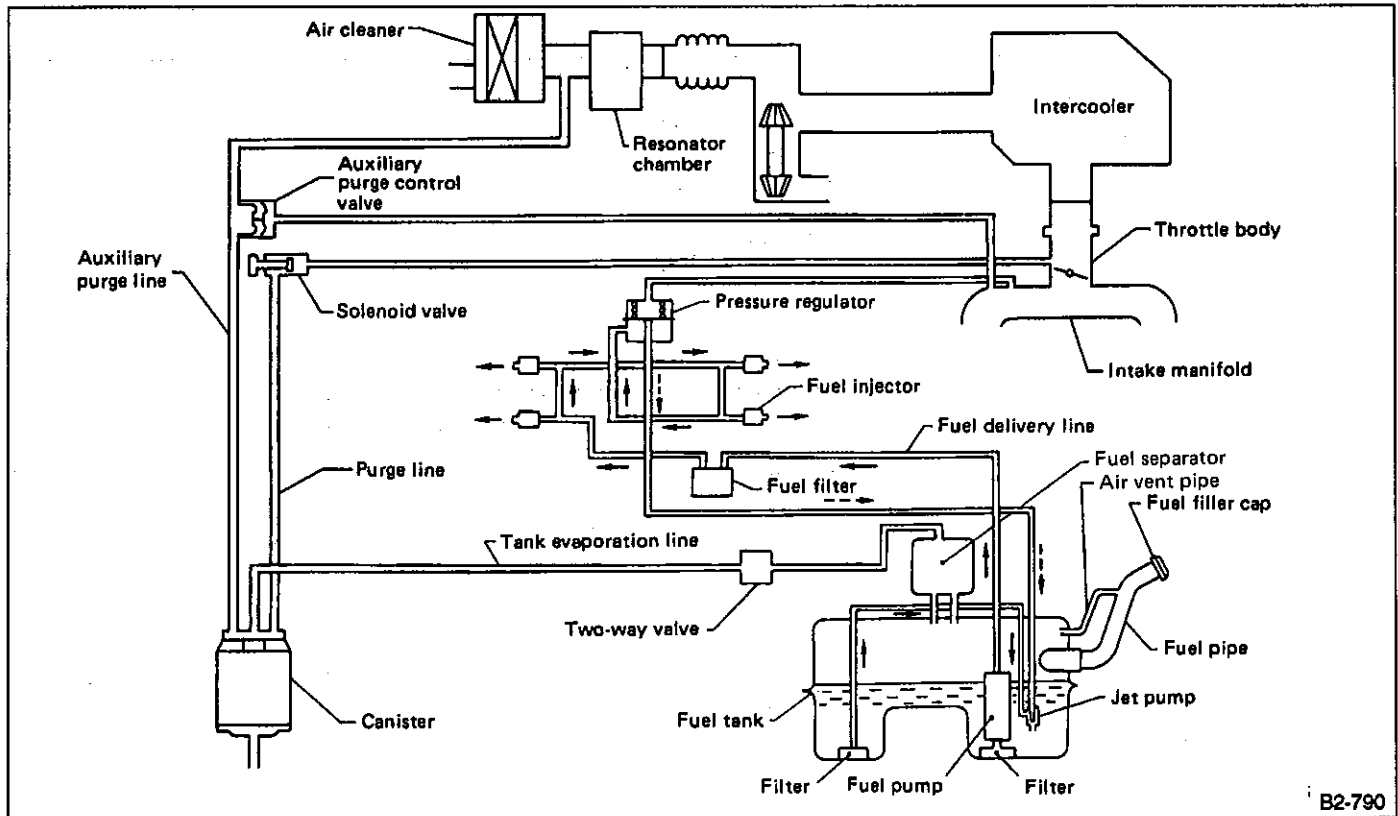 Air cleaner
Intercooler
Resonator
chamber
Auxiliary
purge control
valve
Throttle body
Auxiliary
purge line
Solenoid valve
Pressure regulator
Intake manifold
Fuel injector
Fuel delivery line
Fuel separator
Air vent pipe
Fuel filler cap
Purge line
Fuel filter
Tank evaporation line
Two-way valve
Fuel pipe
Jet pump
Fuel tank
Canister
Filter
Fuel pump
Filter
B2-790